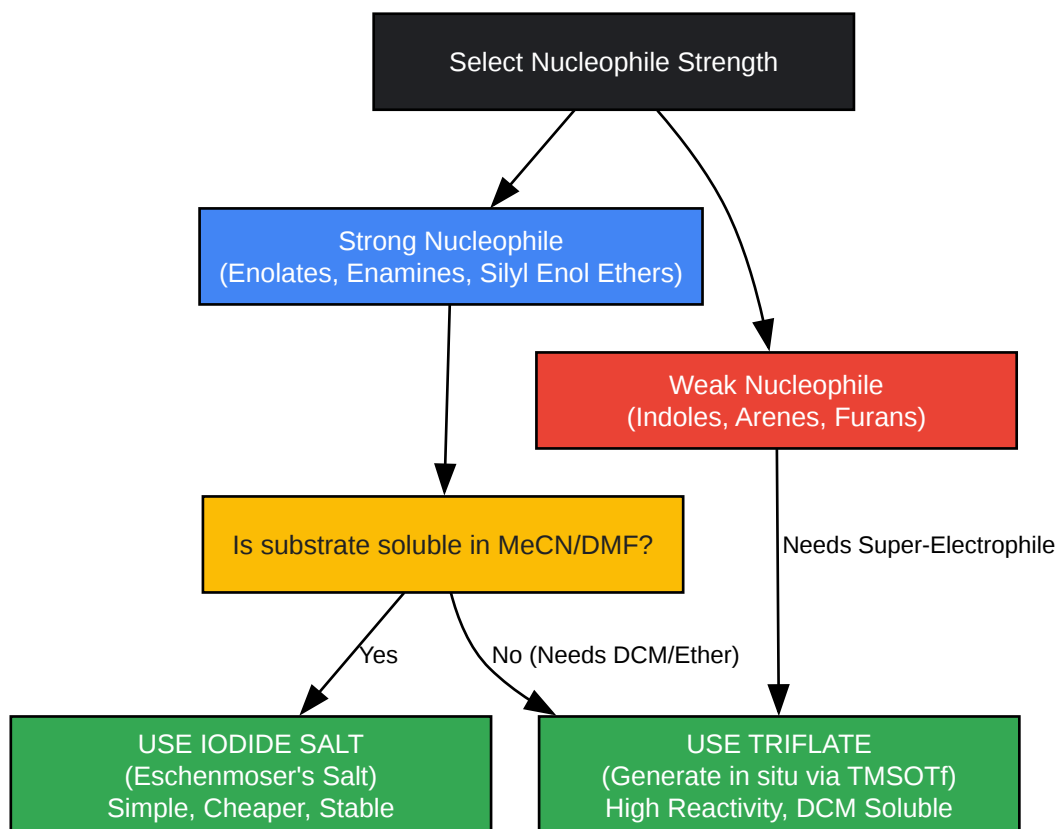 Select Nucleophile Strength
Strong Nucleophile
(Enolates, Enamines, Silyl Enol Ethers)
Weak Nucleophile
(Indoles, Arenes, Furans)
Is substrate soluble in MeCN/DMF?
Needs Super-Electrophile
Yes
No (Needs DCM/Ether)
USE IODIDE SALT
(Eschenmoser's Salt)
Simple, Cheaper, Stable
USE TRIFLATE
(Generate in situ via TMSOTf)
High Reactivity, DCM Soluble